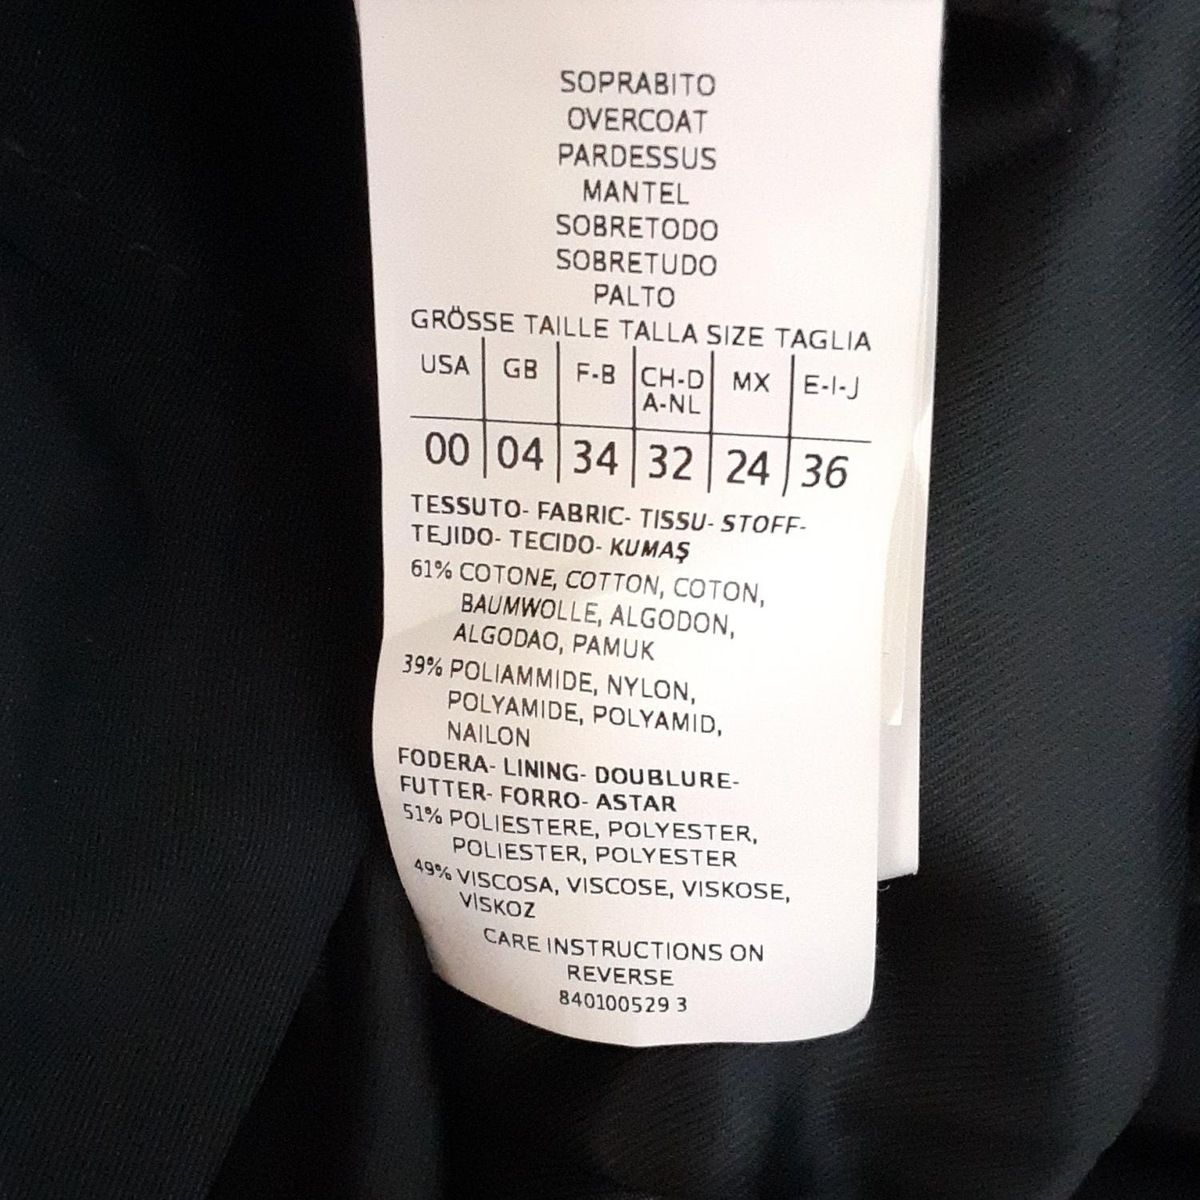 SOPRABITO
OVERCOAT
PARDESSUS
MANTEL
SOBRETODO
SOBRETUDO
PALTO
GRÖSSE TAILLE TALLA SIZE TAGLIA
USA GB F-B CH-D A-NL MX E-I-J
00 04 34 32 24 36
TESSUTO- FABRIC- TISSU- STOFF-
TEJIDO- TECIDO- KUMAŞ
61% COTONE, COTTON, COTON,
BAUMWOLLE, ALGODON,
ALGODAO, PAMUK
39% POLIAMMIDE, NYLON,
POLYAMIDE, POLYAMID,
NAILON
FODERA- LINING- DOUBLURE-
FUTTER- FORRO- ASTAR
51% POLIESTERE, POLYESTER,
POLIESTER, POLYESTER
49% VISCOSA, VISCOSE, VISKOSE,
VISKOZ
CARE INSTRUCTIONS ON
REVERSE
840100529 3